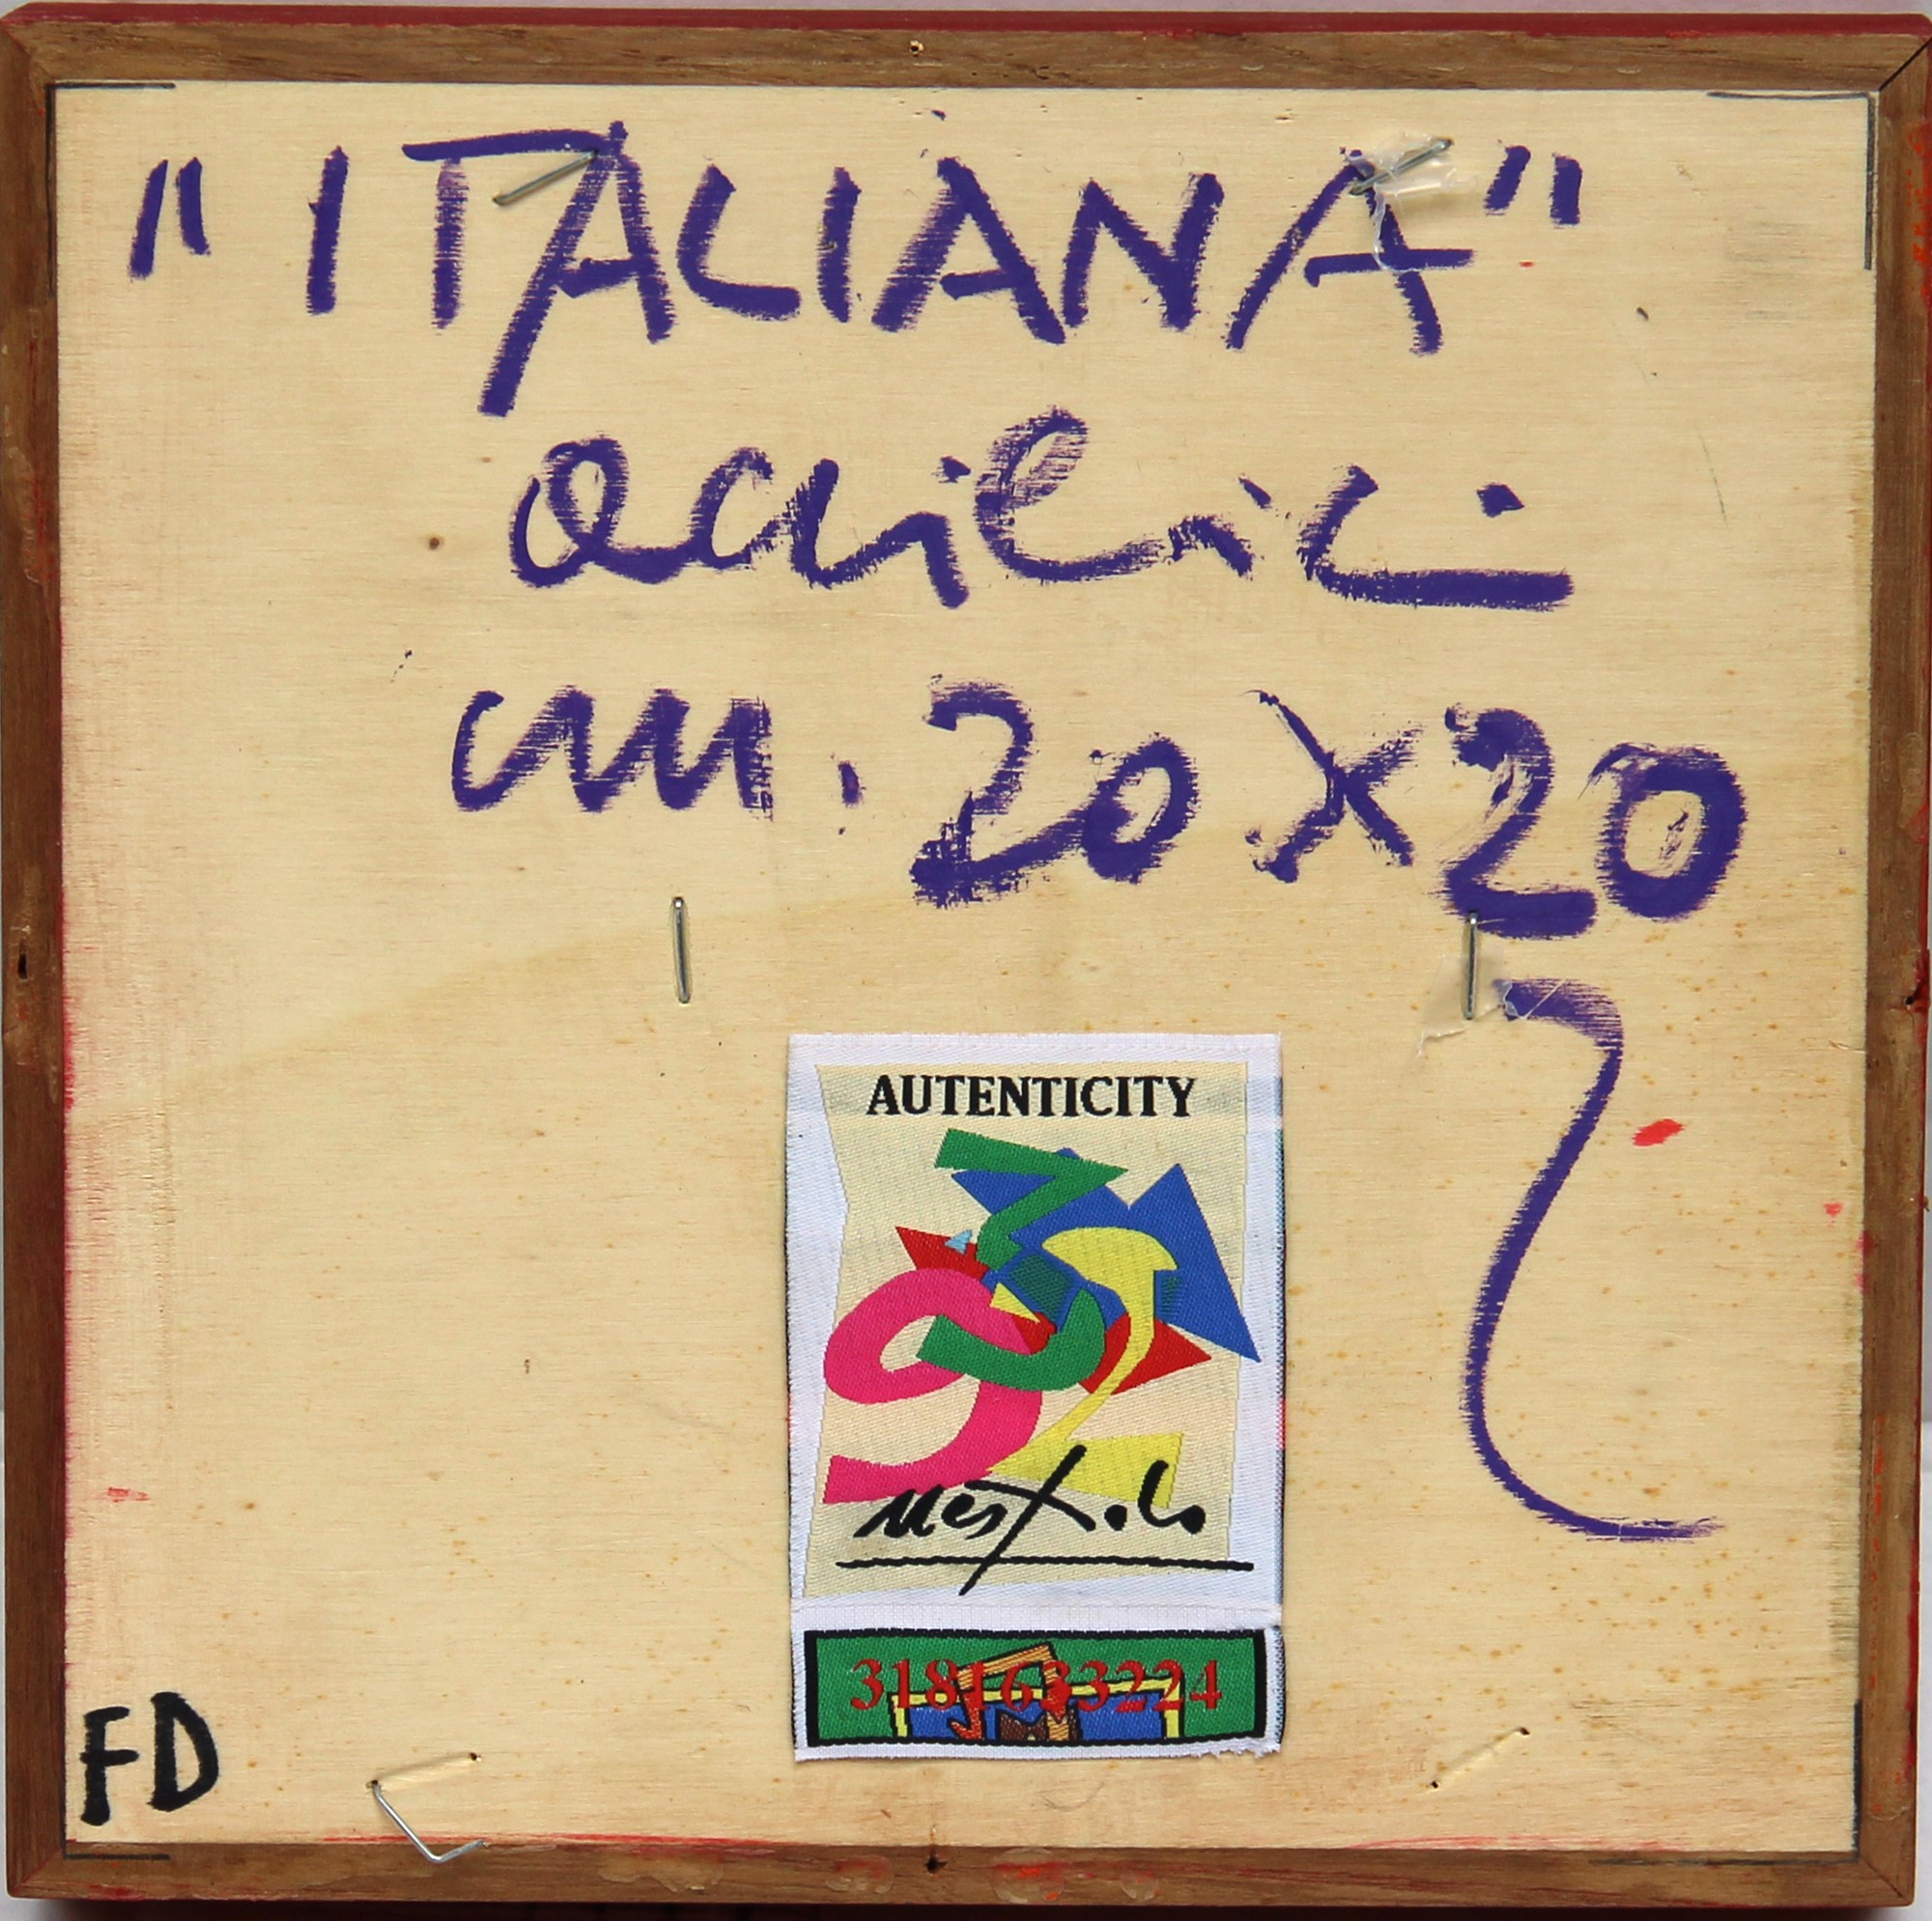 "ITALIANA"
acrilici
cm. 20x20
AUTENTICITY
3181633224
FD